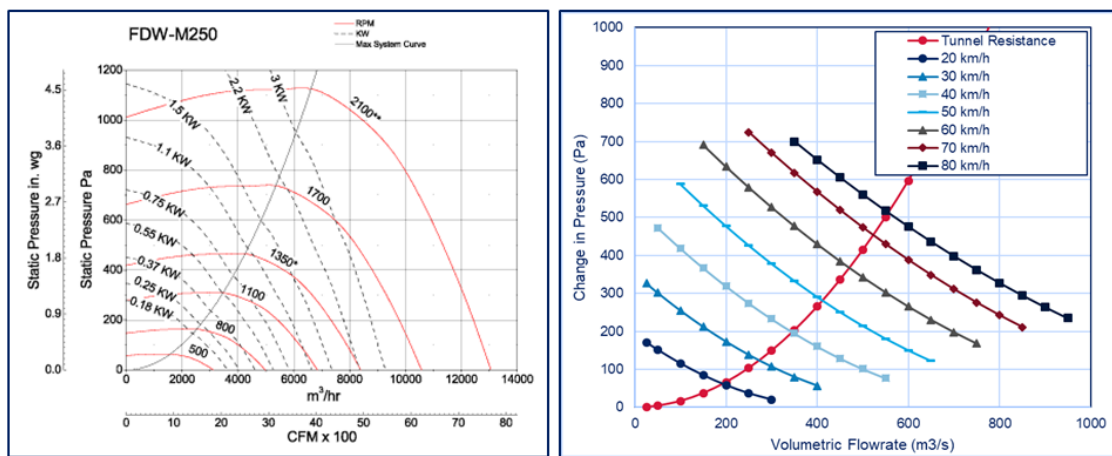 FDW-M250
RPM
KW
Max System Curve
Static Pressure in. wg
4.5
3.6
2.7
1.8
0.9
0.0
Static Pressure Pa
1200
1000
800
600
400
200
0
3 KW
2.2 KW
1.5 KW
1.1 KW
0.75 KW
0.55 KW
0.37 KW
0.25 KW
0.18 KW
2100**
1700
1350*
1100
800
500
0 2000 4000 6000 8000 10000 12000 14000
m³/hr
0 10 20 30 40 50 60 70 80
CFM x 100
Change in Pressure (Pa)
1000
900
800
700
600
500
400
300
200
100
0
Tunnel Resistance
20 km/h
30 km/h
40 km/h
50 km/h
60 km/h
70 km/h
80 km/h
0 200 400 600 800 1000
Volumetric Flowrate (m3/s)